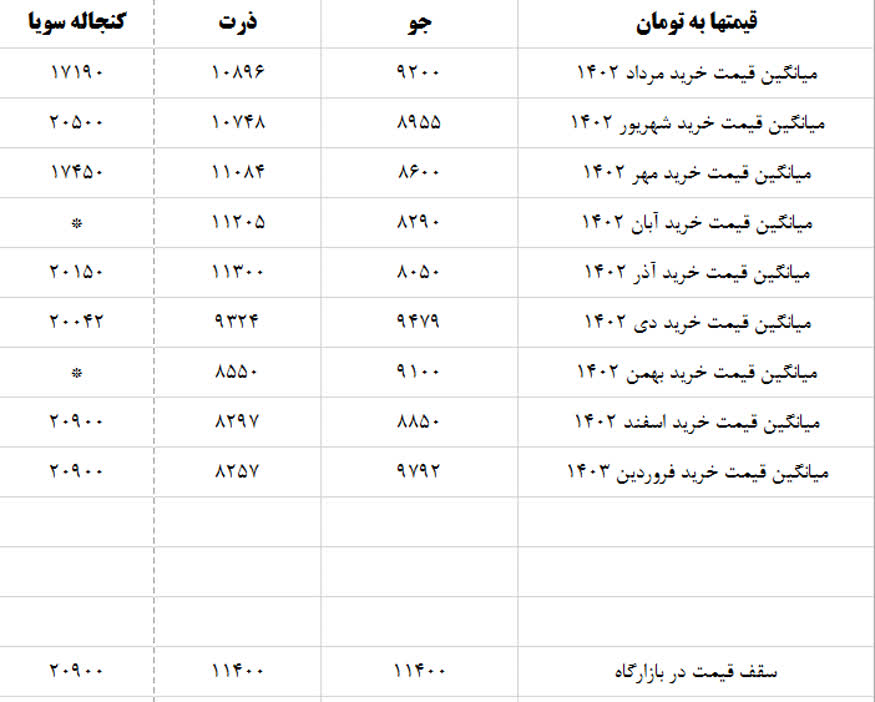 قیمتها به تومان جو ذرت کنجاله سویا
میانگین قیمت خرید مرداد ۱۴۰۲ ۹۲۰۰ ۱۰۸۹۶ ۱۷۱۹۰
میانگین قیمت خرید شهریور ۱۴۰۲ ۸۹۵۵ ۱۰۷۴۸ ۲۰۵۰۰
میانگین قیمت خرید مهر ۱۴۰۲ ۸۶۰۰ ۱۱۰۸۴ ۱۷۴۵۰
میانگین قیمت خرید آبان ۱۴۰۲ ۸۲۹۰ ۱۱۲۰۵ *
میانگین قیمت خرید آذر ۱۴۰۲ ۸۰۵۰ ۱۱۳۰۰ ۲۰۱۵۰
میانگین قیمت خرید دی ۱۴۰۲ ۹۴۷۹ ۹۳۲۴ ۲۰۰۴۲
میانگین قیمت خرید بهمن ۱۴۰۲ ۹۱۰۰ ۸۵۵۰ *
میانگین قیمت خرید اسفند ۱۴۰۲ ۸۸۵۰ ۸۲۹۷ ۲۰۹۰۰
میانگین قیمت خرید فروردین ۱۴۰۳ ۹۷۹۲ ۸۲۵۷ ۲۰۹۰۰
سقف قیمت در بازارگاه ۱۱۴۰۰ ۱۱۴۰۰ ۲۰۹۰۰